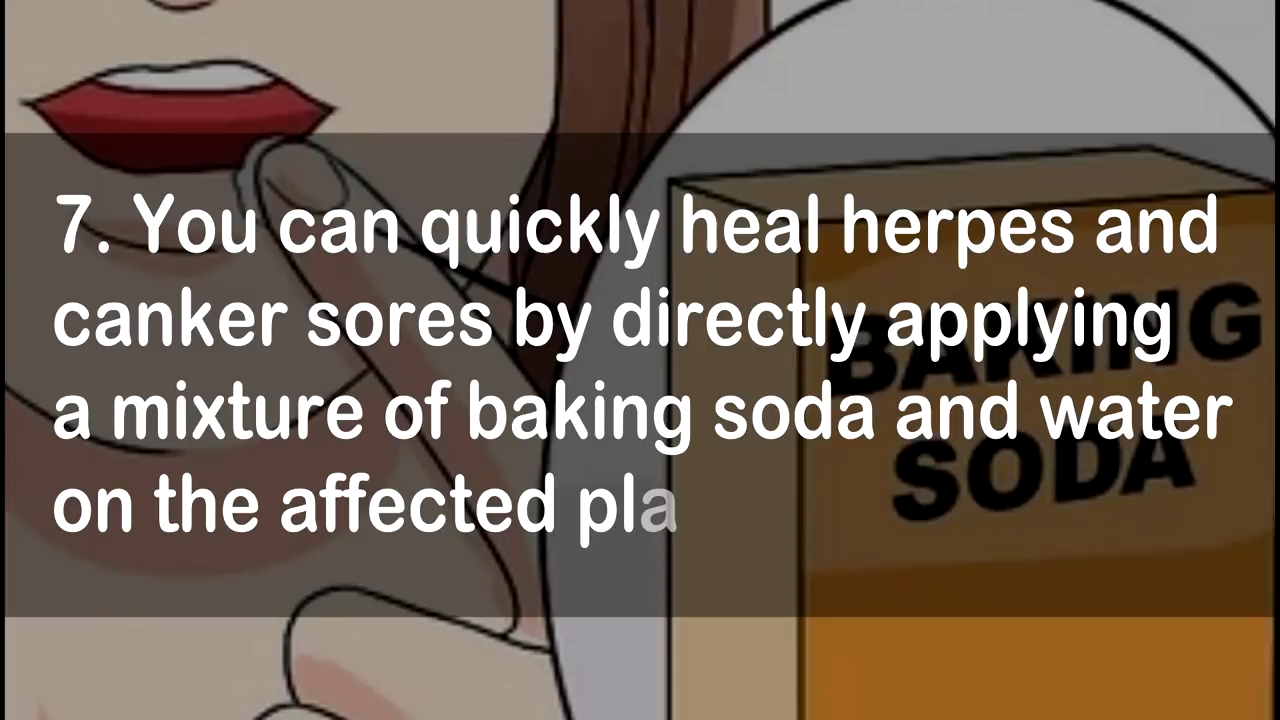 7. You can quickly heal herpes and
canker sores by directly applying
a mixture of baking soda and water
on the affected pla
BAKING
SODA